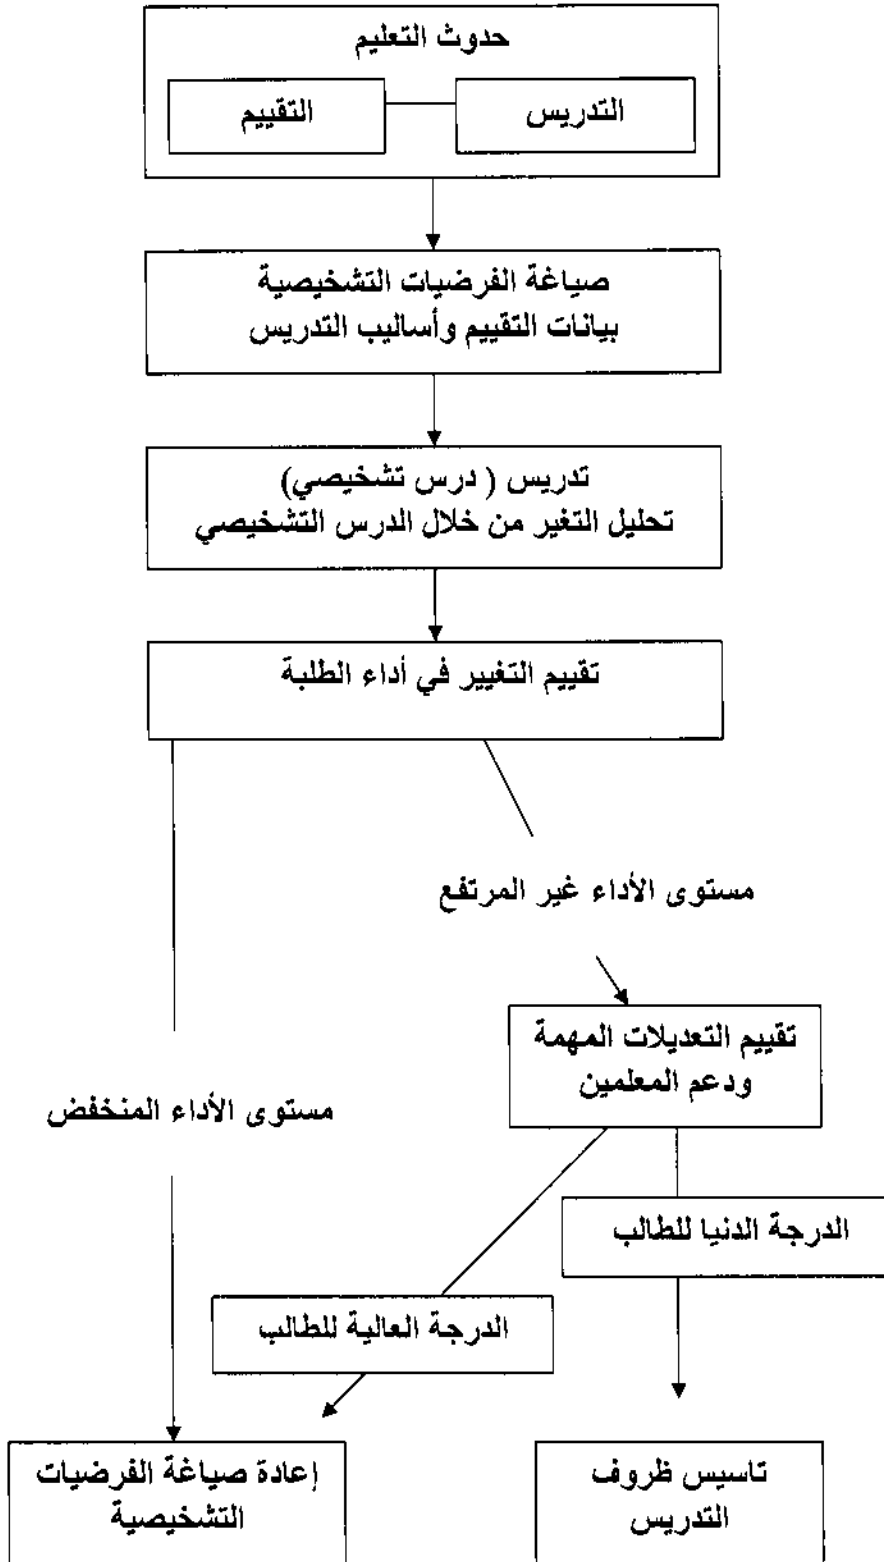 حدوث التعليم
التدريس
التقييم
صياغة الفرضيات التشخيصية
بيانات التقييم وأساليب التدريس
تدريس ( درس تشخيصي)
تحليل التغير من خلال الدرس التشخيصي
تقييم التغيير في أداء الطلبة
مستوى الأداء غير المرتفع
تقييم التعديلات المهمة
ودعم المعلمين
مستوى الأداء المنخفض
الدرجة الدنيا للطالب
الدرجة العالية للطالب
تاسيس ظروف
التدريس
إعادة صياغة الفرضيات
التشخيصية